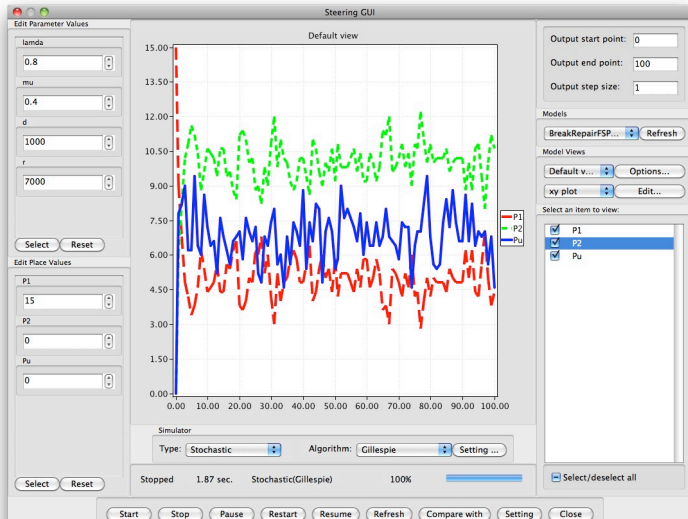 Steering GUI
Edit Parameter Values
lamda
0.8
mu
0.4
d
1000
r
7000
Select
Reset
Edit Place Values
P1
15
P2
0
Pu
0
Select
Reset
Default view
15.00
13.50
12.00
10.50
9.00
7.50
6.00
4.50
3.00
1.50
0.00
0.00 10.00 20.00 30.00 40.00 50.00 60.00 70.00 80.00 90.00 100.00
P1
P2
Pu
Simulator
Type: Stochastic Algorithm: Gillespie Setting ...
Stopped 1.87 sec. Stochastic(Gillespie) 100%
Output start point: 0
Output end point: 100
Output step size: 1
Models
BreakRepairFSP... Refresh
Model Views
Default v... Options...
xy plot Edit...
Select an item to view:
P1
P2
Pu
Select/deselect all
Start Stop Pause Restart Resume Refresh Compare with Setting Close